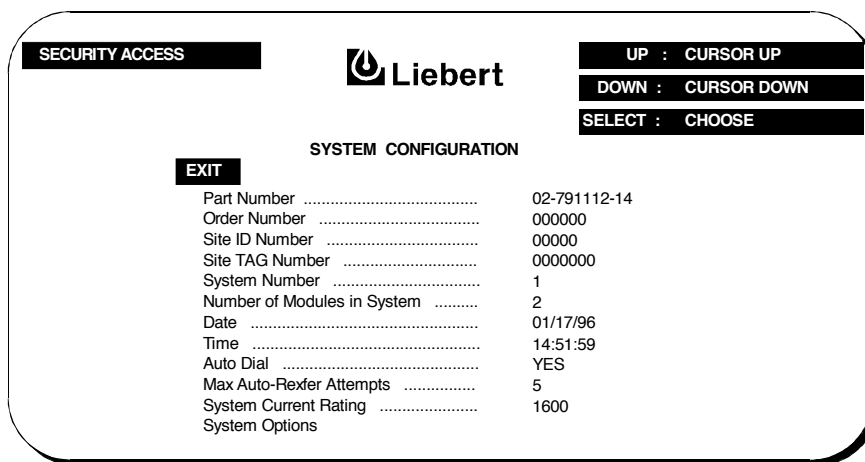 SECURITY ACCESS
Liebert
UP : CURSOR UP
DOWN : CURSOR DOWN
SELECT : CHOOSE
SYSTEM CONFIGURATION
EXIT
Part Number ....................................... 02-791112-14
Order Number .................................... 000000
Site ID Number .................................. 00000
Site TAG Number .............................. 0000000
System Number ................................. 1
Number of Modules in System .......... 2
Date ................................................... 01/17/96
Time ................................................... 14:51:59
Auto Dial ............................................ YES
Max Auto-Rexfer Attempts ................ 5
System Current Rating ...................... 1600
System Options